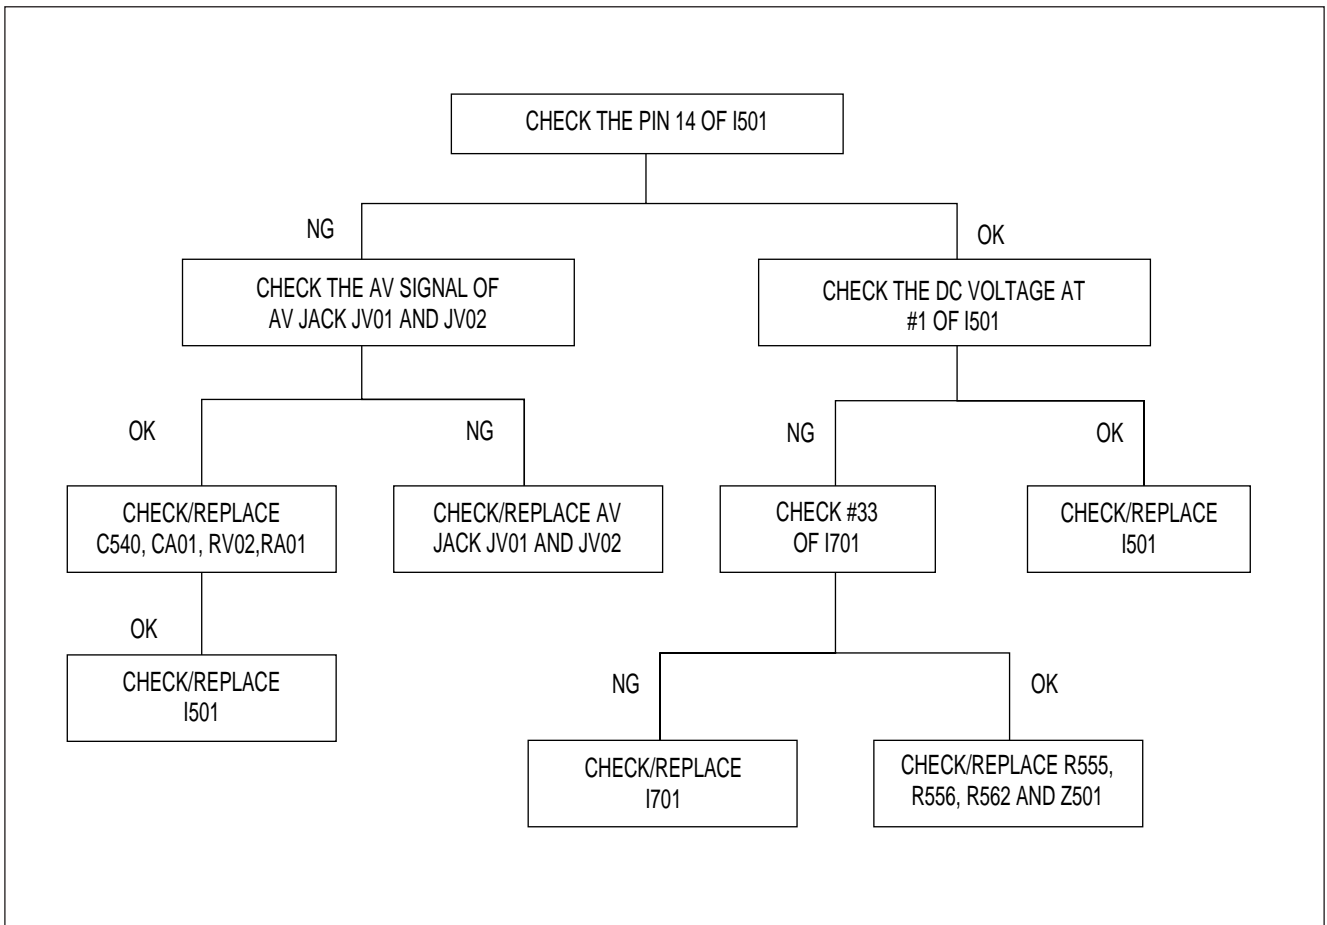 CHECK THE PIN 14 OF I501
NG
OK
CHECK THE AV SIGNAL OF
AV JACK JV01 AND JV02
CHECK THE DC VOLTAGE AT
#1 OF I501
OK
NG
NG
OK
CHECK/REPLACE
C540, CA01, RV02,RA01
CHECK/REPLACE AV
JACK JV01 AND JV02
CHECK #33
OF I701
CHECK/REPLACE
I501
OK
CHECK/REPLACE
I501
NG
OK
CHECK/REPLACE
I701
CHECK/REPLACE R555,
R556, R562 AND Z501